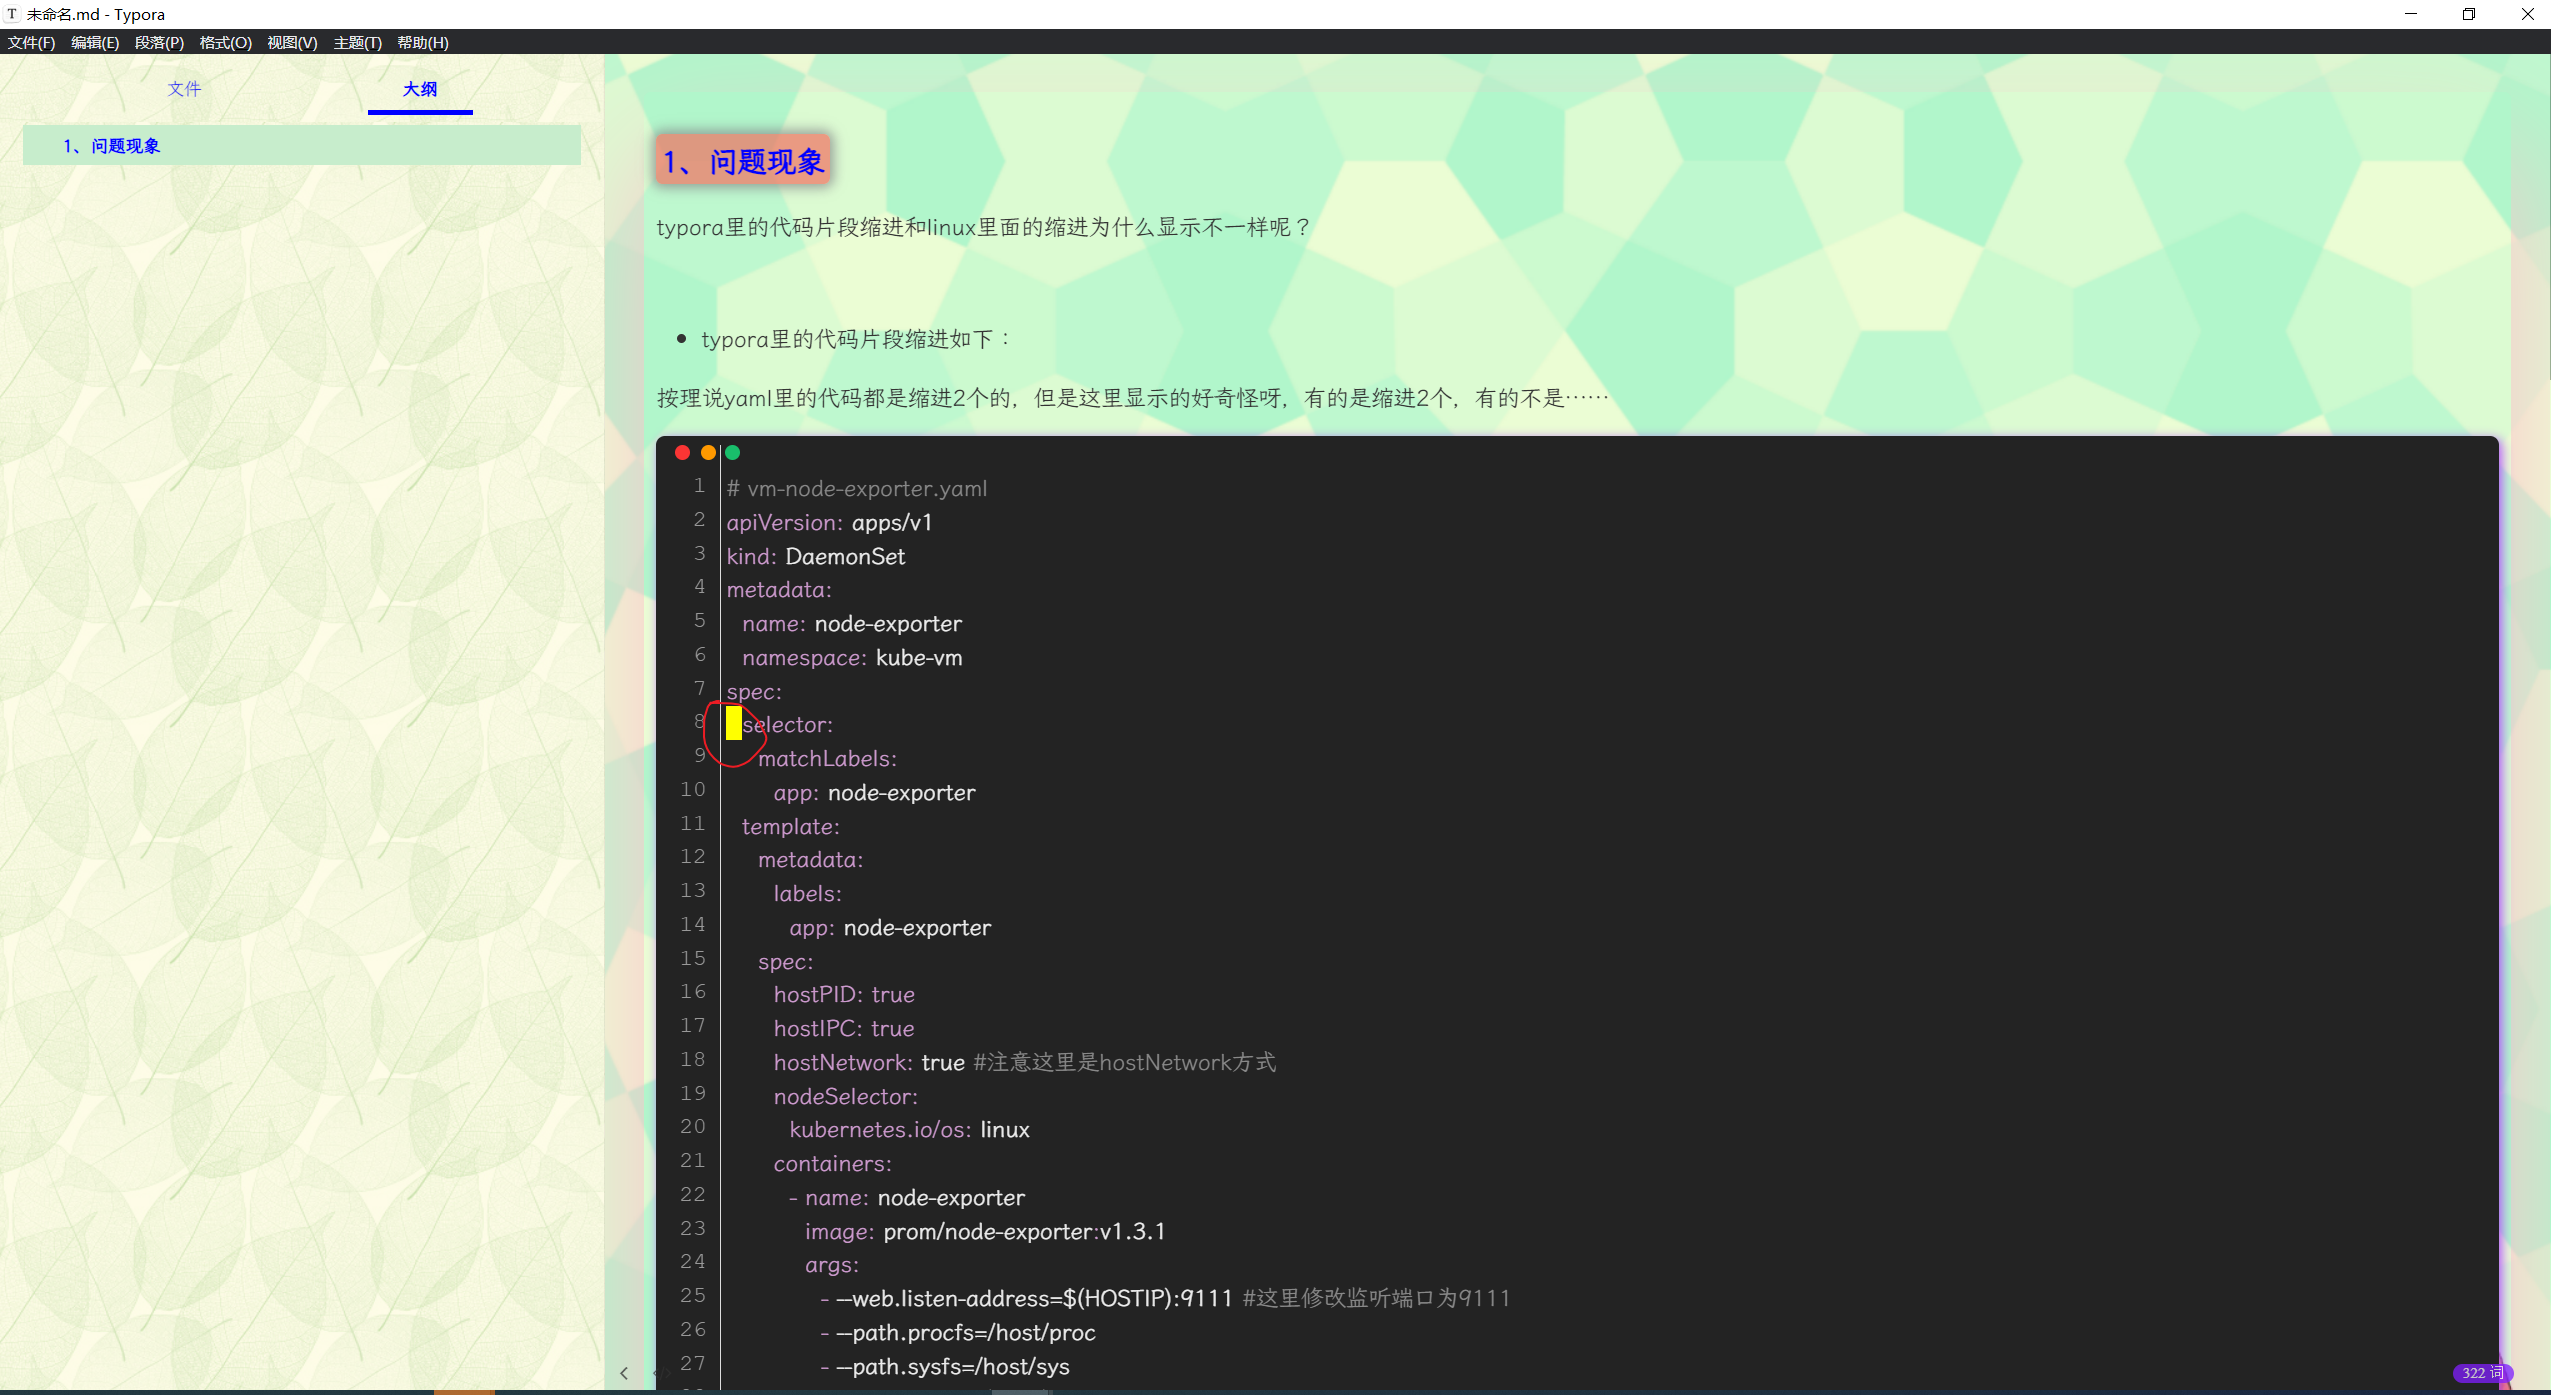 T 未命名.md - Typora
文件(F) 编辑(E) 段落(P) 格式(O) 视图(V) 主题(T) 帮助(H)
文件 大纲
1、问题现象
1、问题现象
typora里的代码片段缩进和linux里面的缩进为什么显示不一样呢？
• typora里的代码片段缩进如下：
按理说yaml里的代码都是缩进2个的，但是这里显示的好奇怪呀，有的是缩进2个，有的不是……
1 # vm-node-exporter.yaml
2 apiVersion: apps/v1
3 kind: DaemonSet
4 metadata:
5   name: node-exporter
6   namespace: kube-vm
7 spec:
8   selector:
9     matchLabels:
10       app: node-exporter
11   template:
12     metadata:
13       labels:
14         app: node-exporter
15     spec:
16       hostPID: true
17       hostIPC: true
18       hostNetwork: true #注意这里是hostNetwork方式
19       nodeSelector:
20         kubernetes.io/os: linux
21       containers:
22         - name: node-exporter
23           image: prom/node-exporter:v1.3.1
24           args:
25             - --web.listen-address=$(HOSTIP):9111 #这里修改监听端口为9111
26             - --path.procfs=/host/proc
27             - --path.sysfs=/host/sys
322 词